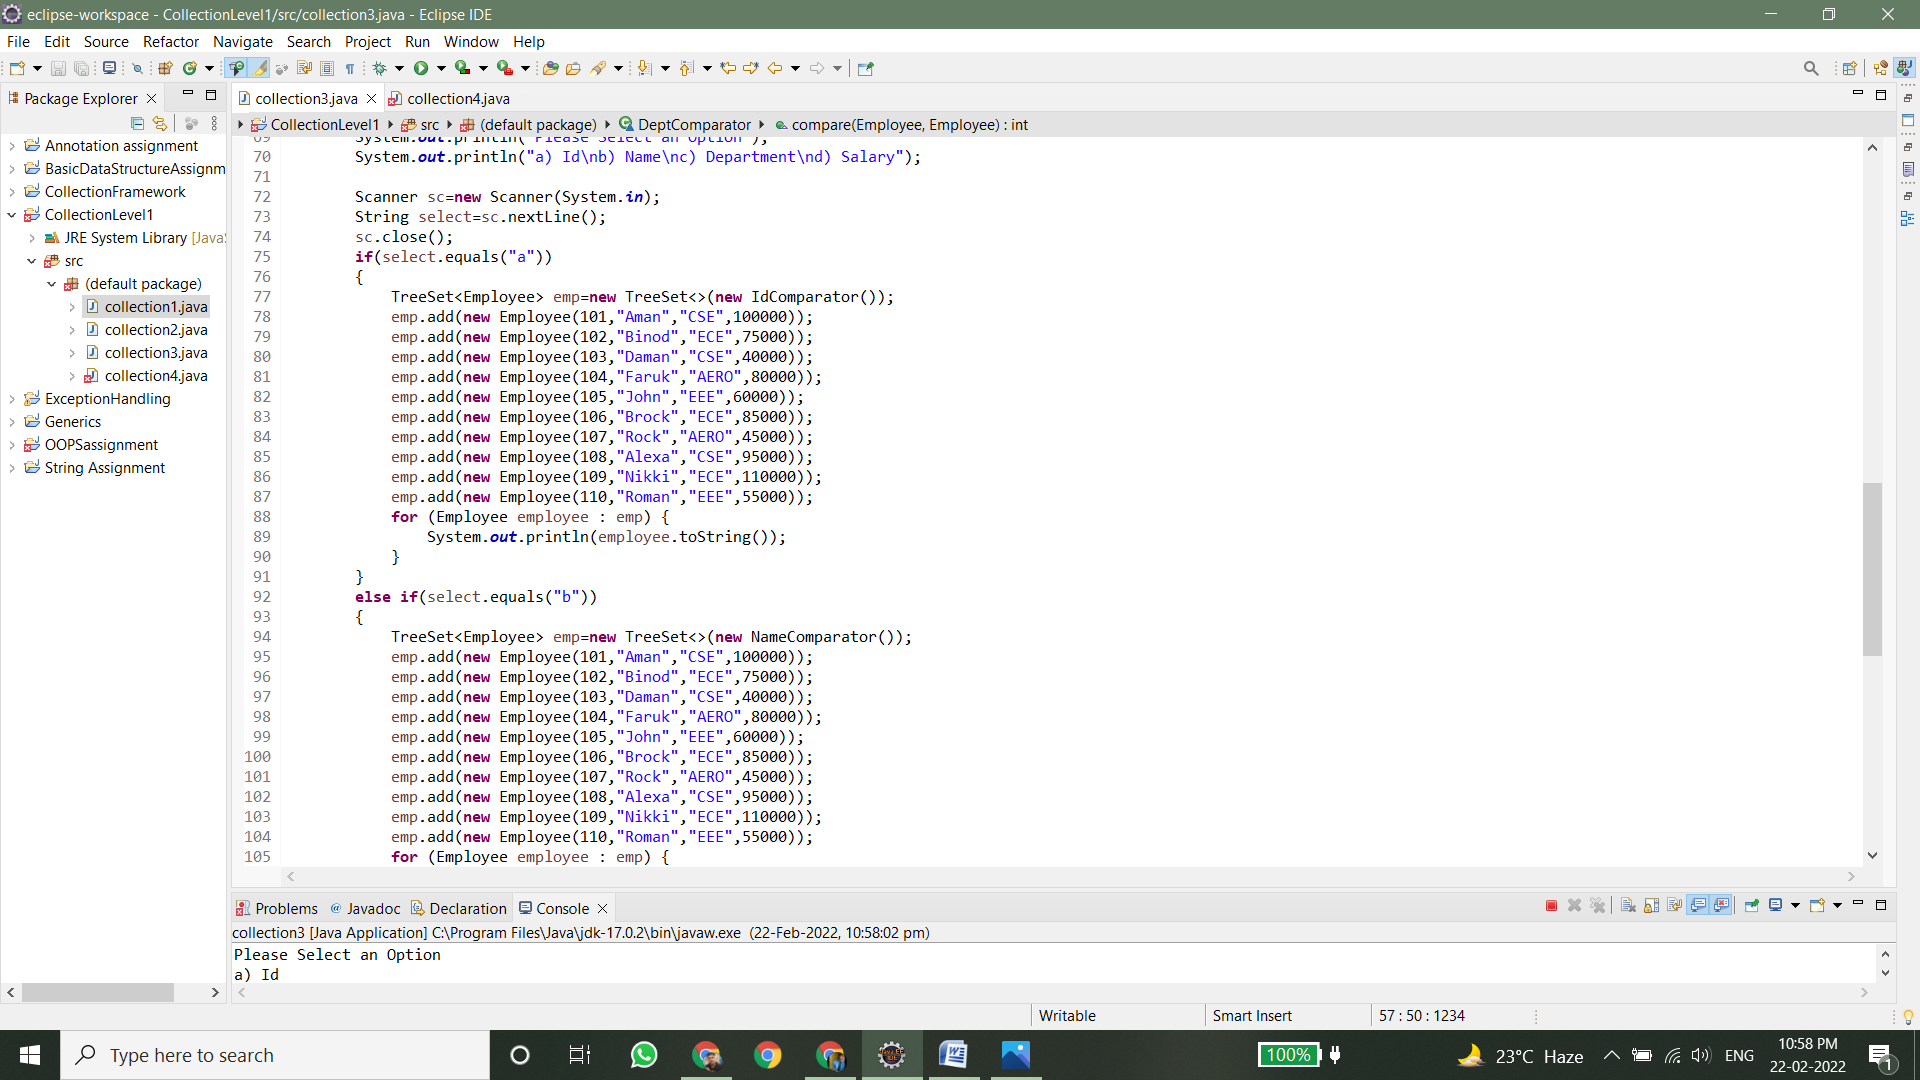 eclipse-workspace - CollectionLevel1/src/collection3.java - Eclipse IDE
File Edit Source Refactor Navigate Search Project Run Window Help
Package Explorer
collection3.java
collection4.java
CollectionLevel1 src (default package) DeptComparator compare(Employee, Employee) : int
Annotation assignment
BasicDataStructureAssignm
CollectionFramework
CollectionLevel1
JRE System Library [Java
src
(default package)
collection1.java
collection2.java
collection3.java
collection4.java
ExceptionHandling
Generics
OOPSassignment
String Assignment
69 System.out.println("Please Select an Option");
70 System.out.println("a) Id\nb) Name\nc) Department\nd) Salary");
71
72 Scanner sc=new Scanner(System.in);
73 String select=sc.nextLine();
74 sc.close();
75 if(select.equals("a"))
76 {
77 TreeSet<Employee> emp=new TreeSet<>(new IdComparator());
78 emp.add(new Employee(101,"Aman","CSE",100000));
79 emp.add(new Employee(102,"Binod","ECE",75000));
80 emp.add(new Employee(103,"Daman","CSE",40000));
81 emp.add(new Employee(104,"Faruk","AERO",80000));
82 emp.add(new Employee(105,"John","EEE",60000));
83 emp.add(new Employee(106,"Brock","ECE",85000));
84 emp.add(new Employee(107,"Rock","AERO",45000));
85 emp.add(new Employee(108,"Alexa","CSE",95000));
86 emp.add(new Employee(109,"Nikki","ECE",110000));
87 emp.add(new Employee(110,"Roman","EEE",55000));
88 for (Employee employee : emp) {
89 System.out.println(employee.toString());
90 }
91 }
92 else if(select.equals("b"))
93 {
94 TreeSet<Employee> emp=new TreeSet<>(new NameComparator());
95 emp.add(new Employee(101,"Aman","CSE",100000));
96 emp.add(new Employee(102,"Binod","ECE",75000));
97 emp.add(new Employee(103,"Daman","CSE",40000));
98 emp.add(new Employee(104,"Faruk","AERO",80000));
99 emp.add(new Employee(105,"John","EEE",60000));
100 emp.add(new Employee(106,"Brock","ECE",85000));
101 emp.add(new Employee(107,"Rock","AERO",45000));
102 emp.add(new Employee(108,"Alexa","CSE",95000));
103 emp.add(new Employee(109,"Nikki","ECE",110000));
104 emp.add(new Employee(110,"Roman","EEE",55000));
105 for (Employee employee : emp) {
Problems @ Javadoc Declaration Console
collection3 [Java Application] C:\Program Files\Java\jdk-17.0.2\bin\javaw.exe (22-Feb-2022, 10:58:02 pm)
Please Select an Option
a) Id
Writable Smart Insert 57 : 50 : 1234
Type here to search
100%
23°C Haze
ENG
10:58 PM
22-02-2022
1